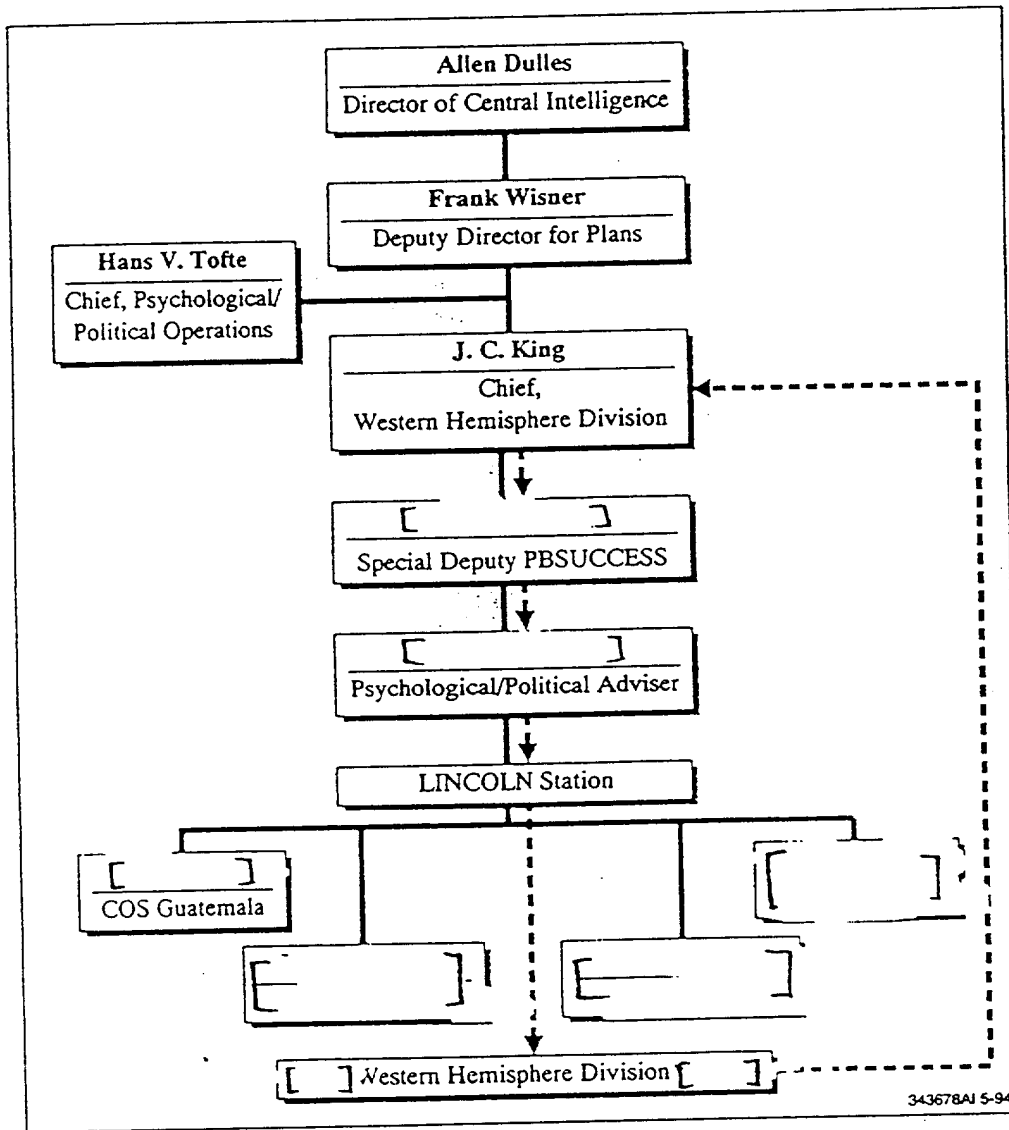 Allen Dulles
Director of Central Intelligence
Frank Wisner
Deputy Director for Plans
Hans V. Tofte
Chief, Psychological/
Political Operations
J. C. King
Chief,
Western Hemisphere Division
[ ]
Special Deputy PBSUCCESS
[ ]
Psychological/Political Adviser
LINCOLN Station
[ ]
COS Guatemala
[ ]
[ ]
[ ]
[ ] Western Hemisphere Division [ ]
343678AI 5-94